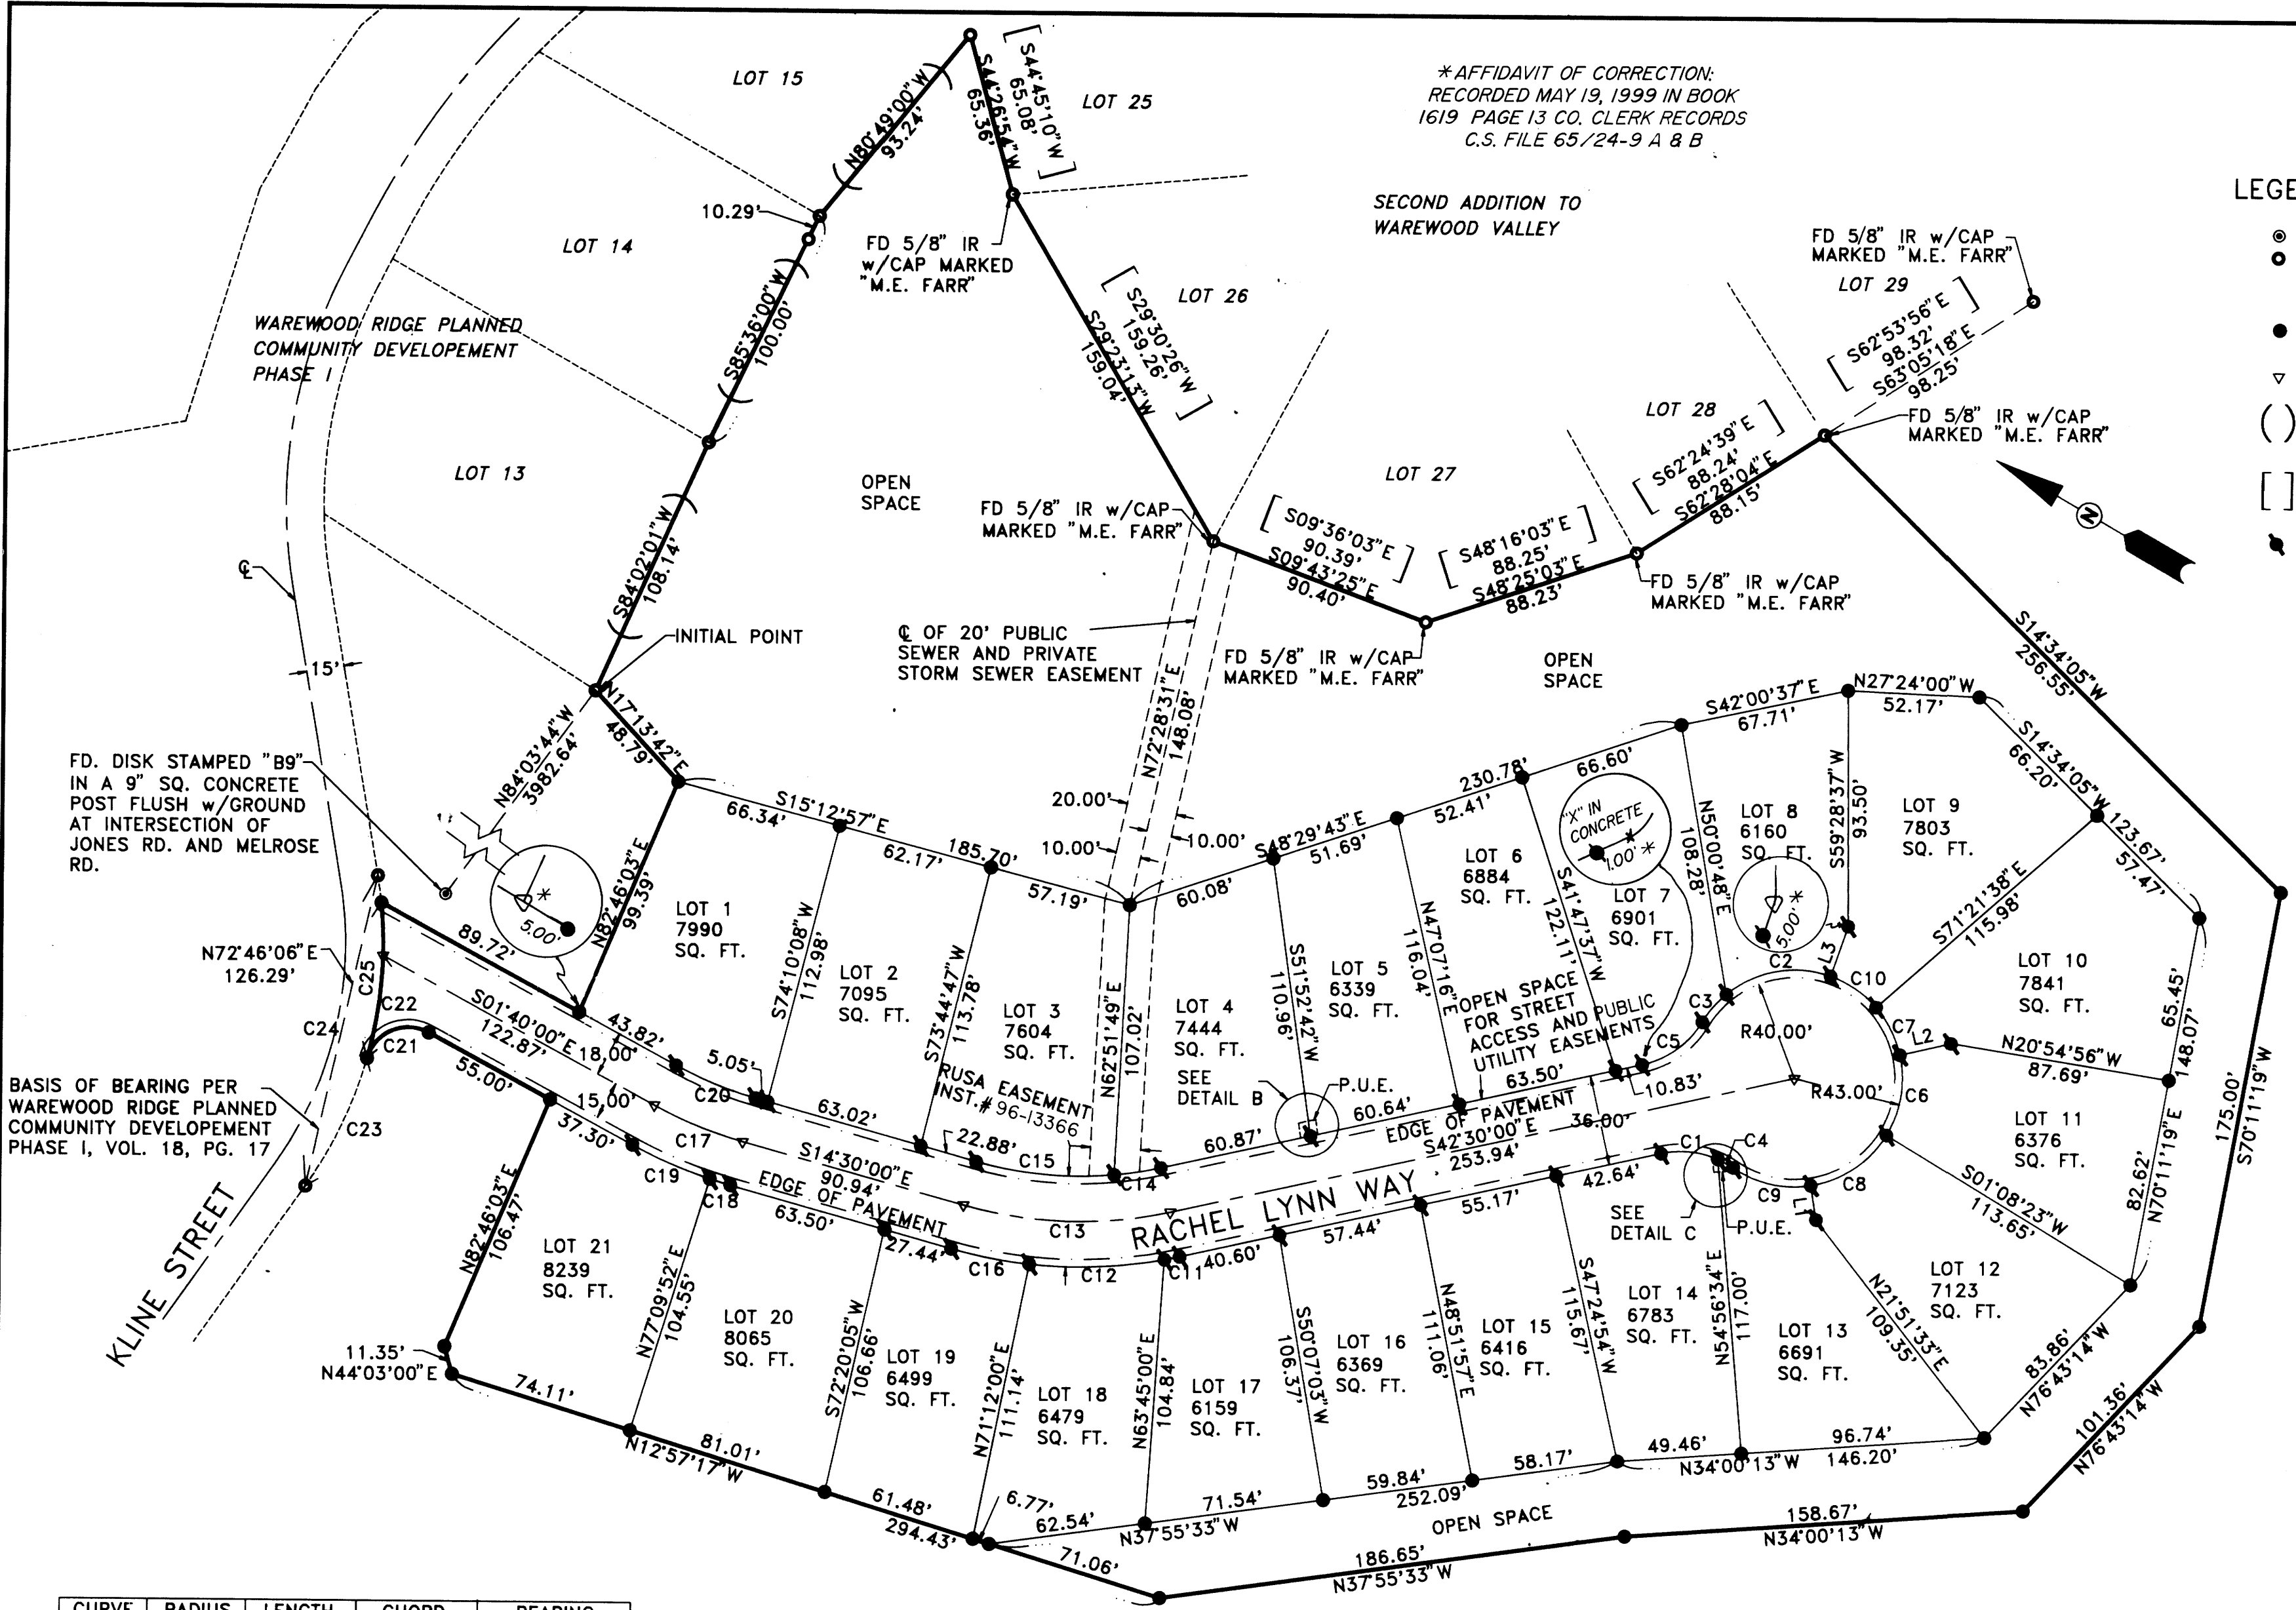 *AFFIDAVIT OF CORRECTION:
RECORDED MAY 19, 1999 IN BOOK
1619 PAGE 13 CO. CLERK RECORDS
C.S. FILE 65/24-9 A & B
LOT 15
LOT 25
[S44°45'10"W
65.08']
S44°26'54"W
65.36'
(N80°49'00"W)
93.24'
SECOND ADDITION TO
WAREWOOD VALLEY
LEGE
10.29'
LOT 14
FD 5/8" IR
w/CAP MARKED
"M.E. FARR"
FD 5/8" IR w/CAP
MARKED "M.E. FARR"
LOT 29
LOT 26
[S29°30'26"W
159.26']
S29°23'13"W
159.04'
[S62°53'56"E
98.32']
S63°05'18"E
98.25'
( )
[ ]
WAREWOOD RIDGE PLANNED
COMMUNITY DEVELOPEMENT
PHASE I
(S85°36'00"W)
100.00'
LOT 28
FD 5/8" IR w/CAP
MARKED "M.E. FARR"
LOT 13
OPEN
SPACE
LOT 27
[S62°24'39"E
88.24']
S62°28'04"E
88.15'
FD 5/8" IR w/CAP
MARKED "M.E. FARR"
[S09°36'03"E
90.39']
S09°43'25"E
90.40'
[S48°16'03"E
88.25']
S48°25'03"E
88.23'
N
FD 5/8" IR w/CAP
MARKED "M.E. FARR"
(S84°02'01"W)
108.14'
℄
INITIAL POINT
℄ OF 20' PUBLIC
SEWER AND PRIVATE
STORM SEWER EASEMENT
FD 5/8" IR w/CAP
MARKED "M.E. FARR"
OPEN
SPACE
S14°34'05"W
256.55'
15'
N17°13'42"E
48.79'
N84°03'44"W
3982.64'
N72°28'31"E
148.08'
S42°00'37"E
67.71'
N27°24'00"W
52.17'
FD. DISK STAMPED "B9"
IN A 9" SQ. CONCRETE
POST FLUSH w/GROUND
AT INTERSECTION OF
JONES RD. AND MELROSE
RD.
66.34'
S15°12'57"E
185.70'
62.17'
57.19'
20.00'
10.00'
10.00'
S48°29'43"E
230.78'
60.08'
51.69'
52.41'
66.60'
"X" IN
CONCRETE
1.00' *
S14°34'05"W
66.20'
123.67'
57.47'
*
5.00'
N82°46'03"E
99.39'
LOT 1
7990
SQ. FT.
S74°10'08"W
112.98'
LOT 2
7095
SQ. FT.
S73°44'47"W
113.78'
LOT 3
7604
SQ. FT.
N62°51'49"E
107.02'
LOT 4
7444
SQ. FT.
S51°52'42"W
110.96'
LOT 5
6339
SQ. FT.
N47°07'16"E
116.04'
LOT 6
6884
SQ. FT.
S41°47'37"W
122.11'
LOT 7
6901
SQ. FT.
N50°00'48"E
108.28'
LOT 8
6160
SQ. FT.
5.00' *
S59°28'37"W
93.50'
LOT 9
7803
SQ. FT.
S71°21'38"E
115.98'
LOT 10
7841
SQ. FT.
65.45'
148.07'
N70°11'19"E
82.62'
N20°54'56"W
87.69'
LOT 11
6376
SQ. FT.
S70°11'19"W
175.00'
N72°46'06"E
126.29'
89.72'
C25
C22
C24
C21
S01°40'00"E
122.87'
43.82'
18.00'
55.00'
15.00'
37.30'
5.05'
C20
63.02'
22.88'
RUSA EASEMENT
INST.# 96-13366
C15
C14
SEE
DETAIL B
P.U.E.
60.87'
60.64'
OPEN SPACE
FOR STREET
ACCESS AND PUBLIC
UTILITY EASEMENTS
63.50'
10.83'
36.00'
C5
C3
C2
L3
C10
C7
L2
C6
R40.00'
R43.00'
BASIS OF BEARING PER
WAREWOOD RIDGE PLANNED
COMMUNITY DEVELOPEMENT
PHASE I, VOL. 18, PG. 17
C23
C17
C19
C18
S14°30'00"E
90.94'
EDGE OF PAVEMENT
63.50'
27.44'
C16
C13
C12
C11
RACHEL LYNN WAY
EDGE OF PAVEMENT
S42°30'00"E
253.94'
40.60'
57.44'
55.17'
42.64'
C1
C4
C9
C8
L1
SEE
DETAIL C
P.U.E.
S01°08'23"W
113.65'
KLINE STREET
N82°46'03"E
106.47'
LOT 21
8239
SQ. FT.
N77°09'52"E
104.55'
LOT 20
8065
SQ. FT.
S72°20'05"W
106.66'
LOT 19
6499
SQ. FT.
N71°12'00"E
111.14'
LOT 18
6479
SQ. FT.
N63°45'00"E
104.84'
LOT 17
6159
SQ. FT.
S50°07'03"W
106.37'
LOT 16
6369
SQ. FT.
N48°51'57"E
111.06'
LOT 15
6416
SQ. FT.
S47°24'54"W
115.67'
LOT 14
6783
SQ. FT.
N54°56'34"E
117.00'
LOT 13
6691
SQ. FT.
N21°51'33"E
109.35'
LOT 12
7123
SQ. FT.
83.86'
N76°43'14"W
101.36'
N76°43'14"W
11.35'
N44°03'00"E
74.11'
81.01'
N12°57'17"W
61.48'
294.43'
6.77'
71.06'
62.54'
71.54'
N37°55'33"W
59.84'
252.09'
58.17'
49.46'
96.74'
N34°00'13"W
146.20'
OPEN SPACE
158.67'
N34°00'13"W
186.65'
N37°55'33"W
CURVE RADIUS LENGTH CHORD BEARING